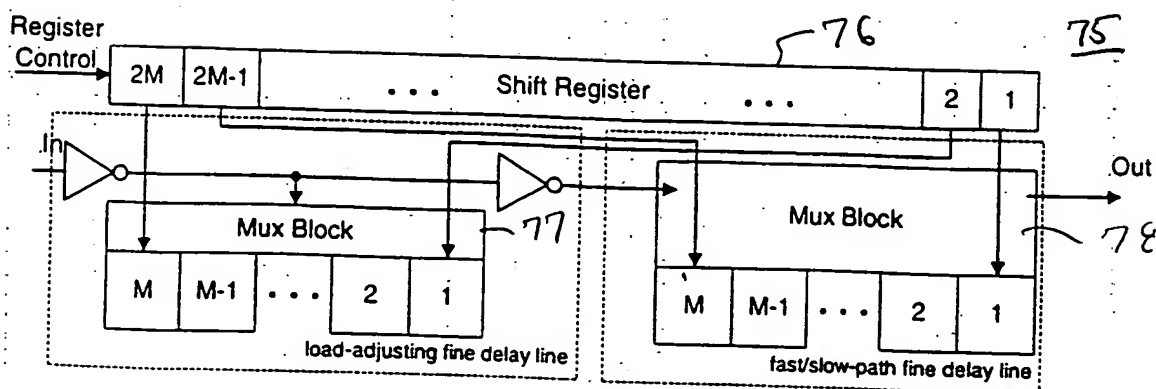 Register
Control
76
75
2M 2M-1 ... Shift Register ... 2 1
In
Out
Mux Block
77
Mux Block
78
M M-1 ... 2 1
M M-1 ... 2 1
load-adjusting fine delay line
fast/slow-path fine delay line